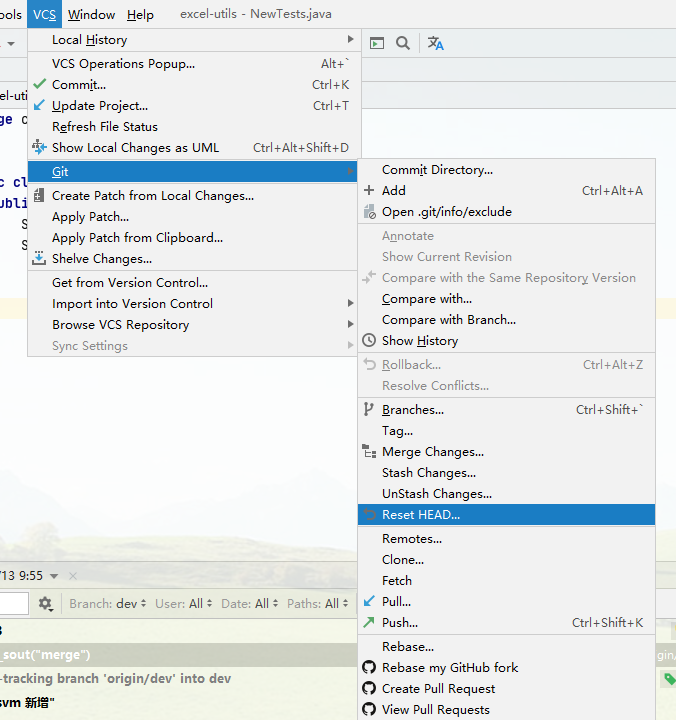 ools VCS Window Help excel-utils - NewTests.java
Local History
VCS Operations Popup... Alt+`
Commit... Ctrl+K
Update Project... Ctrl+T
Refresh File Status
Show Local Changes as UML Ctrl+Alt+Shift+D
Git
Create Patch from Local Changes...
Apply Patch...
Apply Patch from Clipboard...
Shelve Changes...
Get from Version Control...
Import into Version Control
Browse VCS Repository
Sync Settings
Commit Directory...
Add Ctrl+Alt+A
Open .git/info/exclude
Annotate
Show Current Revision
Compare with the Same Repository Version
Compare with...
Compare with Branch...
Show History
Rollback... Ctrl+Alt+Z
Resolve Conflicts...
Branches... Ctrl+Shift+`
Tag...
Merge Changes...
Stash Changes...
UnStash Changes...
Reset HEAD...
Remotes...
Clone...
Fetch
Pull...
Push... Ctrl+Shift+K
Rebase...
Rebase my GitHub fork
Create Pull Request
View Pull Requests
el-uti
ge c
c cl
ubli
S
S
/13 9:55
Branch: dev User: All Date: All Paths: All
3
_sout("merge")
gin/
-tracking branch 'origin/dev' into dev
svm 新增"